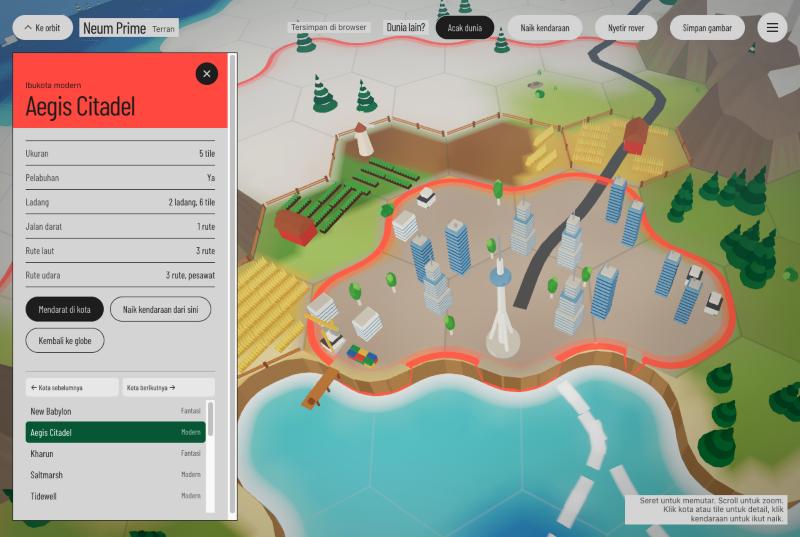 Ke orbit
Neum Prime Terran
Tersimpan di browser
Dunia lain?
Acak dunia
Naik kendaraan
Nyetir rover
Simpan gambar
Ibukota modern
Aegis Citadel
Ukuran 5 tile
Pelabuhan Ya
Ladang 2 ladang, 6 tile
Jalan darat 1 rute
Rute laut 3 rute
Rute udara 3 rute, pesawat
Mendarat di kota
Naik kendaraan dari sini
Kembali ke globe
← Kota sebelumnya
Kota berikutnya →
New Babylon Fantasi
Aegis Citadel Modern
Kharun Fantasi
Saltmarsh Modern
Tidewell Modern
Seret untuk memutar. Scroll untuk zoom.
Klik kota atau tile untuk detail, klik
kendaraan untuk ikut naik.